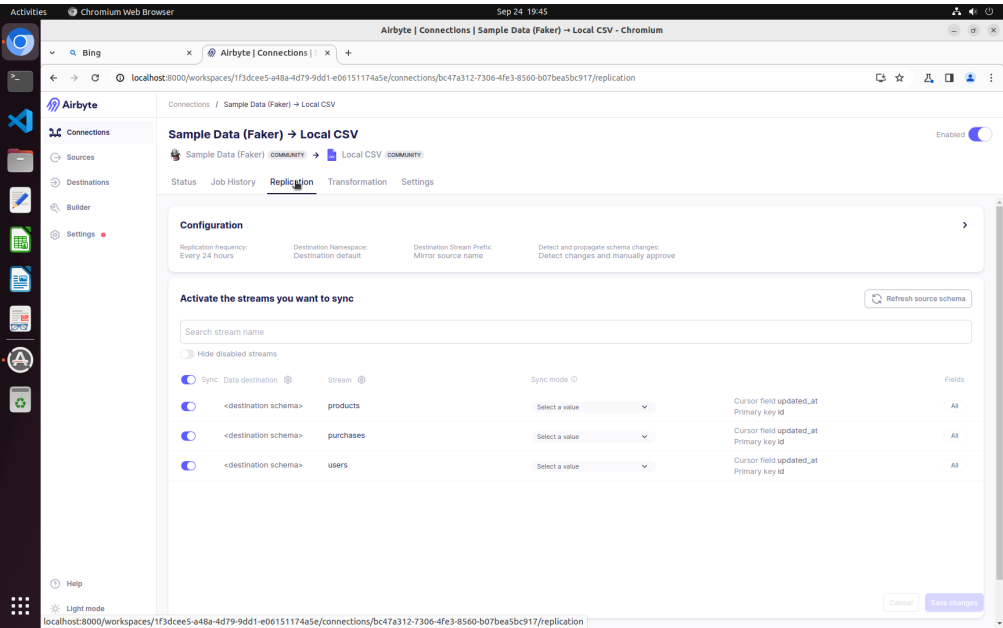 Activities
Chromium Web Browser
Sep 24 19:45
Airbyte | Connections | Sample Data (Faker) → Local CSV - Chromium
Bing
Airbyte | Connections |
localhost:8000/workspaces/1f3dcee5-a48a-4d79-9dd1-e06151174a5e/connections/bc47a312-7306-4fe3-8560-b07bea5bc917/replication
Airbyte
Connections / Sample Data (Faker) → Local CSV
Connections
Sources
Destinations
Builder
Settings
Sample Data (Faker) → Local CSV
Enabled
Sample Data (Faker) COMMUNITY → Local CSV COMMUNITY
Status Job History Replication Transformation Settings
Configuration
Replication frequency: Destination Namespace: Destination Stream Prefix: Detect and propagate schema changes:
Every 24 hours Destination default Mirror source name Detect changes and manually approve
Activate the streams you want to sync
Refresh source schema
Search stream name
Hide disabled streams
Sync Data destination Stream Sync mode Fields
<destination schema> products Select a value Cursor field updated_at All
Primary key id
<destination schema> purchases Select a value Cursor field updated_at All
Primary key id
<destination schema> users Select a value Cursor field updated_at All
Primary key id
Help
Light mode
Cancel Save changes
localhost:8000/workspaces/1f3dcee5-a48a-4d79-9dd1-e06151174a5e/connections/bc47a312-7306-4fe3-8560-b07bea5bc917/replication